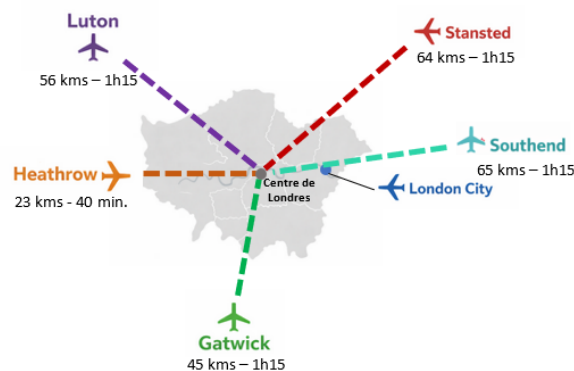 Luton
56 kms – 1h15
Stansted
64 kms – 1h15
Southend
65 kms – 1h15
Heathrow
23 kms - 40 min.
Centre de
Londres
London City
Gatwick
45 kms – 1h15